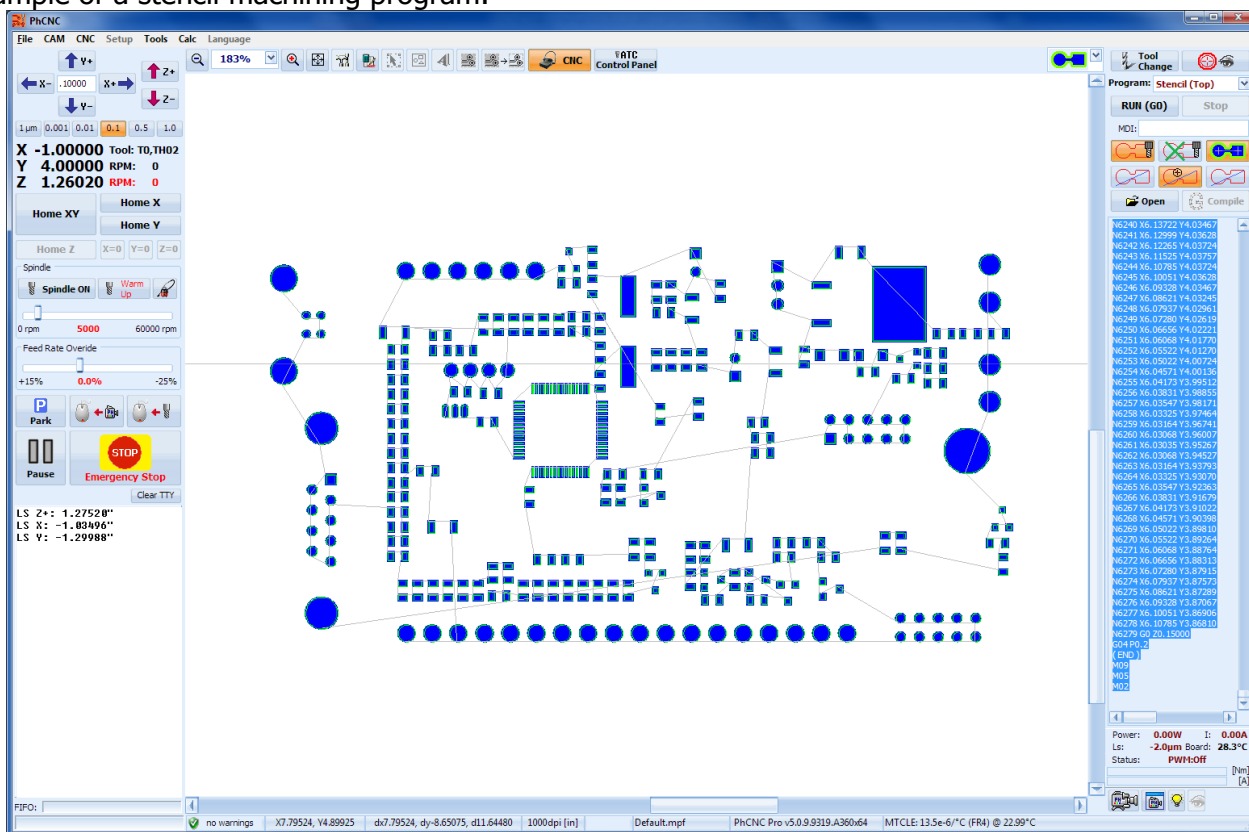 ample of a stencil machining program.
PhCNC
File CAM CNC Setup Tools Calc Language
Y+
Z+
X- .10000 X+
Y-
Z-
1 µm 0.001 0.01 0.1 0.5 1.0
X -1.00000 Tool: T0,TH02
Y 4.00000 RPM: 0
Z 1.26020 RPM: 0
Home XY
Home X
Home Y
Home Z X=0 Y=0 Z=0
Spindle
Spindle ON Warm Up
0 rpm 5000 60000 rpm
Feed Rate Overide
+15% 0.0% -25%
P
Park
Pause
STOP
Emergency Stop
Clear TTY
LS Z+: 1.27520"
LS X: -1.03496"
LS Y: -1.29988"
FIFO:
183%
CNC
ATC
Control Panel
Tool
Change
Program: Stencil (Top)
RUN (G0) Stop
MDI:
Open Compile
N6240 X6.13722 Y4.03467
N6241 X6.12999 Y4.03628
N6242 X6.12265 Y4.03724
N6243 X6.11525 Y4.03757
N6244 X6.10785 Y4.03724
N6245 X6.10051 Y4.03628
N6246 X6.09328 Y4.03467
N6247 X6.08621 Y4.03245
N6248 X6.07937 Y4.02961
N6249 X6.07280 Y4.02619
N6250 X6.06656 Y4.02221
N6251 X6.06068 Y4.01770
N6252 X6.05522 Y4.01270
N6253 X6.05022 Y4.00724
N6254 X6.04571 Y4.00136
N6255 X6.04173 Y3.99512
N6256 X6.03831 Y3.98855
N6257 X6.03547 Y3.98171
N6258 X6.03325 Y3.97464
N6259 X6.03164 Y3.96741
N6260 X6.03068 Y3.96007
N6261 X6.03035 Y3.95267
N6262 X6.03068 Y3.94527
N6263 X6.03164 Y3.93793
N6264 X6.03325 Y3.93070
N6265 X6.03547 Y3.92363
N6266 X6.03831 Y3.91679
N6267 X6.04173 Y3.91022
N6268 X6.04571 Y3.90398
N6269 X6.05022 Y3.89810
N6270 X6.05522 Y3.89264
N6271 X6.06068 Y3.88764
N6272 X6.06656 Y3.88313
N6273 X6.07280 Y3.87915
N6274 X6.07937 Y3.87573
N6275 X6.08621 Y3.87289
N6276 X6.09328 Y3.87067
N6277 X6.10051 Y3.86906
N6278 X6.10785 Y3.86810
N6279 G0 Z0.15000
G04 P0.2
( END )
M09
M05
M02
Power: 0.00W I: 0.00A
Ls: -2.0µm Board: 28.3°C
Status: PWM:Off
[Nm]
[A]
no warnings X7.79524, Y4.89925 dx7.79524, dy-8.65075, d11.64480 1000dpi [in] Default.mpf PhCNC Pro v5.0.9.9319.A360x64 MTCLE: 13.5e-6/°C (FR4) @ 22.99°C